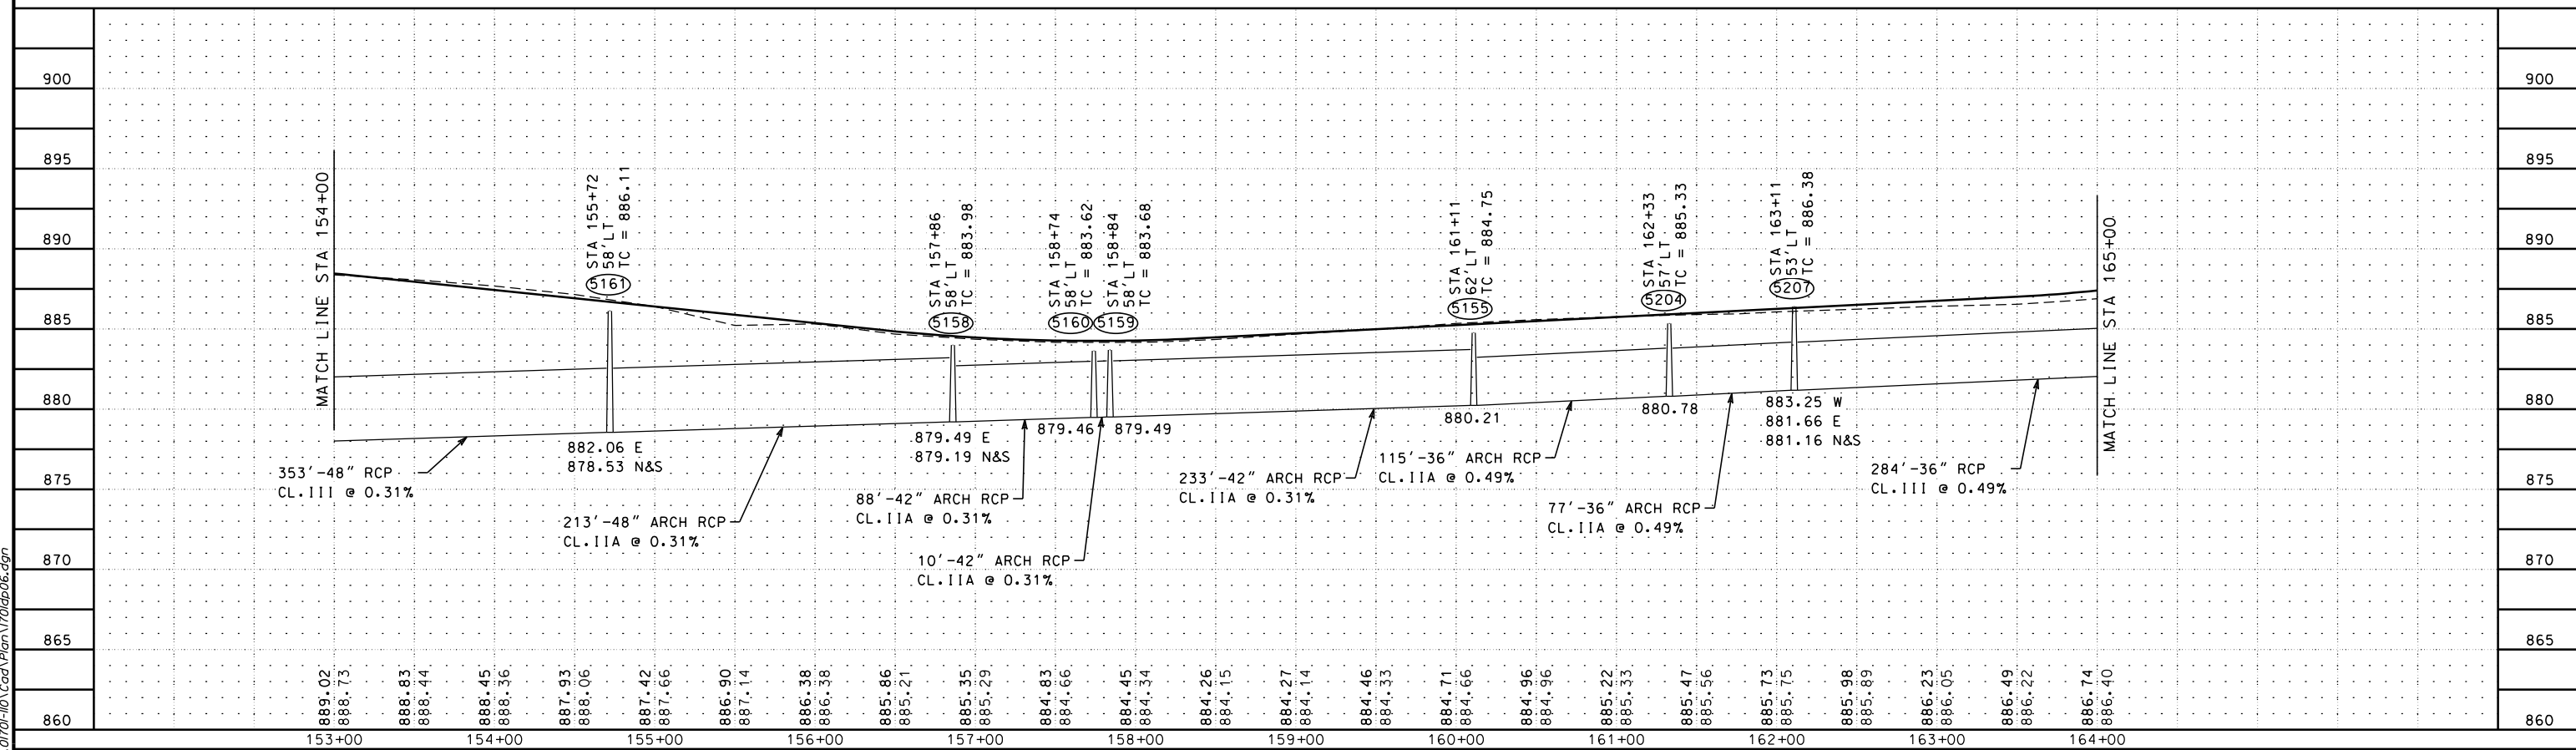 900
895
890
885
880
875
870
865
860
MATCH LINE STA 154+00
STA 155+72
58'LT
TC = 886.11
5161
STA 157+86
58'LT
TC = 883.98
5158
STA 158+74
58'LT
TC = 883.62
5160
STA 158+84
58'LT
TC = 883.68
5159
STA 161+11
62'LT
TC = 884.75
5155
STA 162+33
57'LT
TC = 885.33
5204
STA 163+11
53'LT
TC = 886.38
5207
MATCH LINE STA 165+00
900
895
890
885
880
875
870
865
860
353'-48" RCP
CL.III @ 0.31%
882.06 E
878.53 N&S
213'-48" ARCH RCP
CL.IIA @ 0.31%
879.49 E
879.19 N&S
88'-42" ARCH RCP
CL.IIA @ 0.31%
10'-42" ARCH RCP
CL.IIA @ 0.31%
879.46
879.49
233'-42" ARCH RCP
CL.IIA @ 0.31%
880.21
115'-36" ARCH RCP
CL.IIA @ 0.49%
880.78
77'-36" ARCH RCP
CL.IIA @ 0.49%
883.25 W
881.66 E
881.16 N&S
284'-36" RCP
CL.III @ 0.49%
889.02
888.73
888.83
888.44
888.45
888.36
887.93
888.06
887.42
887.66
886.90
887.14
886.38
886.38
885.86
885.21
885.35
885.29
884.83
884.66
884.45
884.34
884.26
884.15
884.27
884.14
884.46
884.33
884.71
884.66
884.96
884.96
885.22
885.33
885.47
885.56
885.73
885.75
885.98
885.89
886.23
886.05
886.49
886.22
886.74
886.40
153+00
154+00
155+00
156+00
157+00
158+00
159+00
160+00
161+00
162+00
163+00
164+00